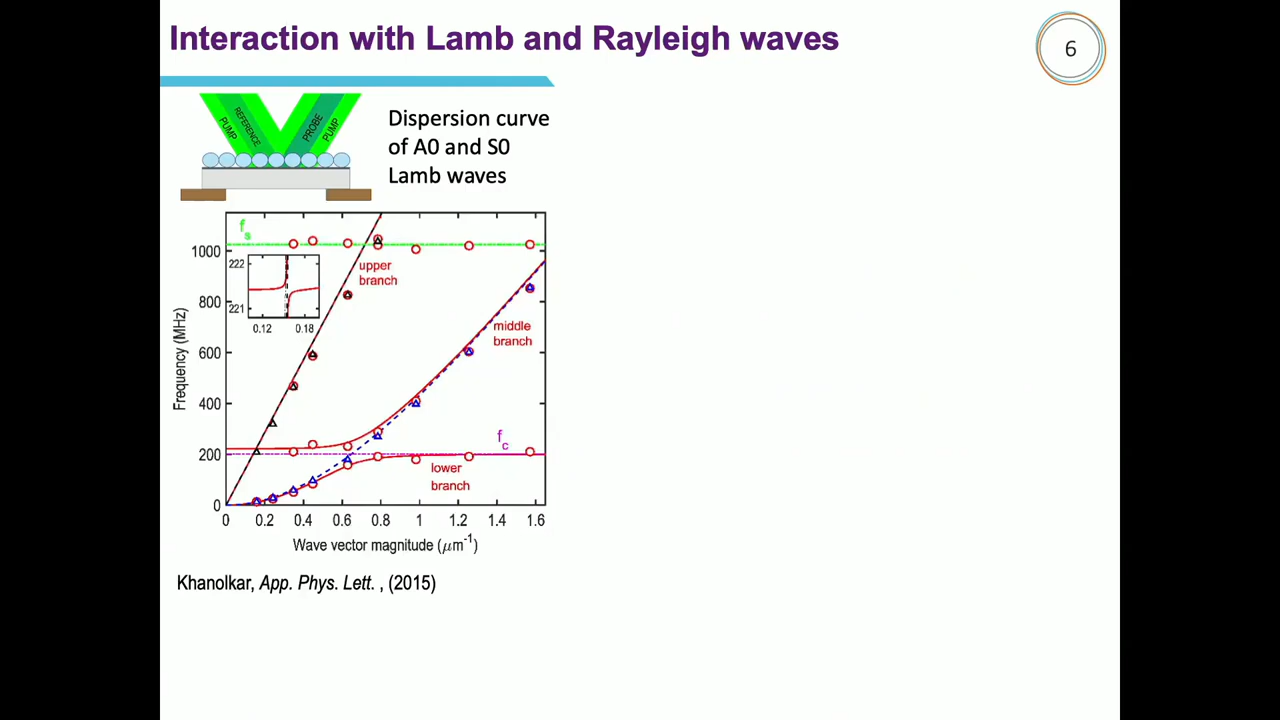 Interaction with Lamb and Rayleigh waves
6
PUMP
REFERENCE
PROBE
PUMP
Dispersion curve
of A0 and S0
Lamb waves
fs
1000
800
600
400
200
0
Frequency (MHz)
222
221
0.12 0.18
upper
branch
middle
branch
fc
lower
branch
0 0.2 0.4 0.6 0.8 1 1.2 1.4 1.6
Wave vector magnitude (μm-1)
Khanolkar, App. Phys. Lett. , (2015)